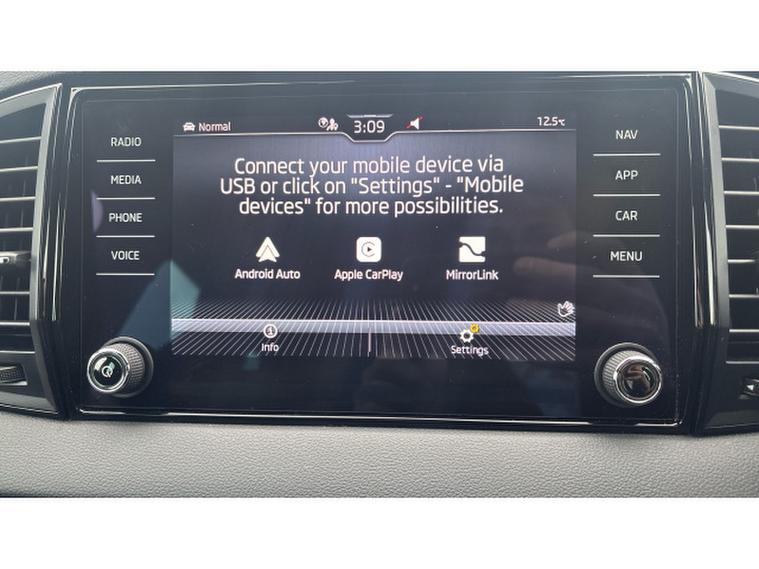 Normal
3:09
12.5℃
RADIO
MEDIA
PHONE
VOICE
Connect your mobile device via
USB or click on "Settings" - "Mobile
devices" for more possibilities.
Android Auto
Apple CarPlay
MirrorLink
Info
Settings
NAV
APP
CAR
MENU